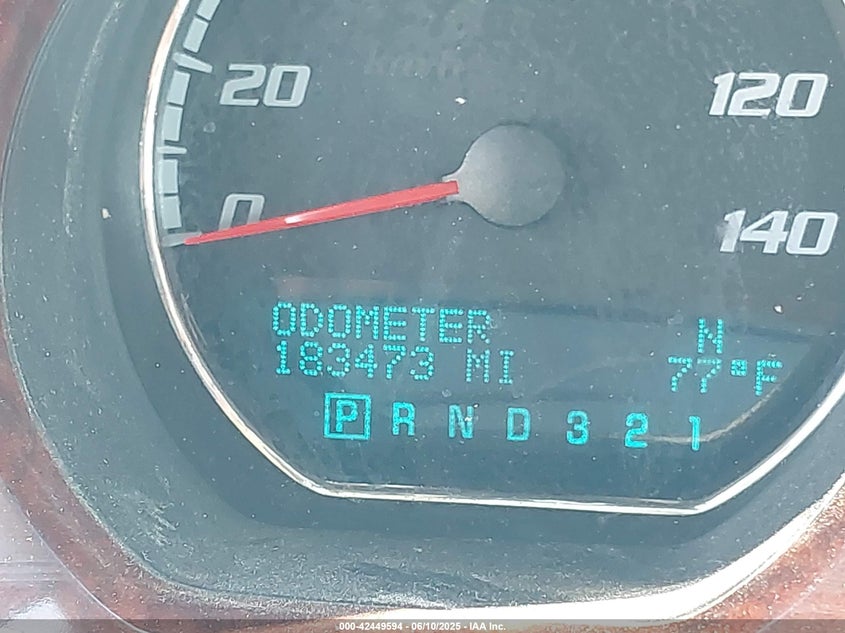 20
120
0
140
ODOMETER N
183473 MI 77°F
P R N D 3 2 1
000-42449594 - 06/10/2025 - IAA Inc.